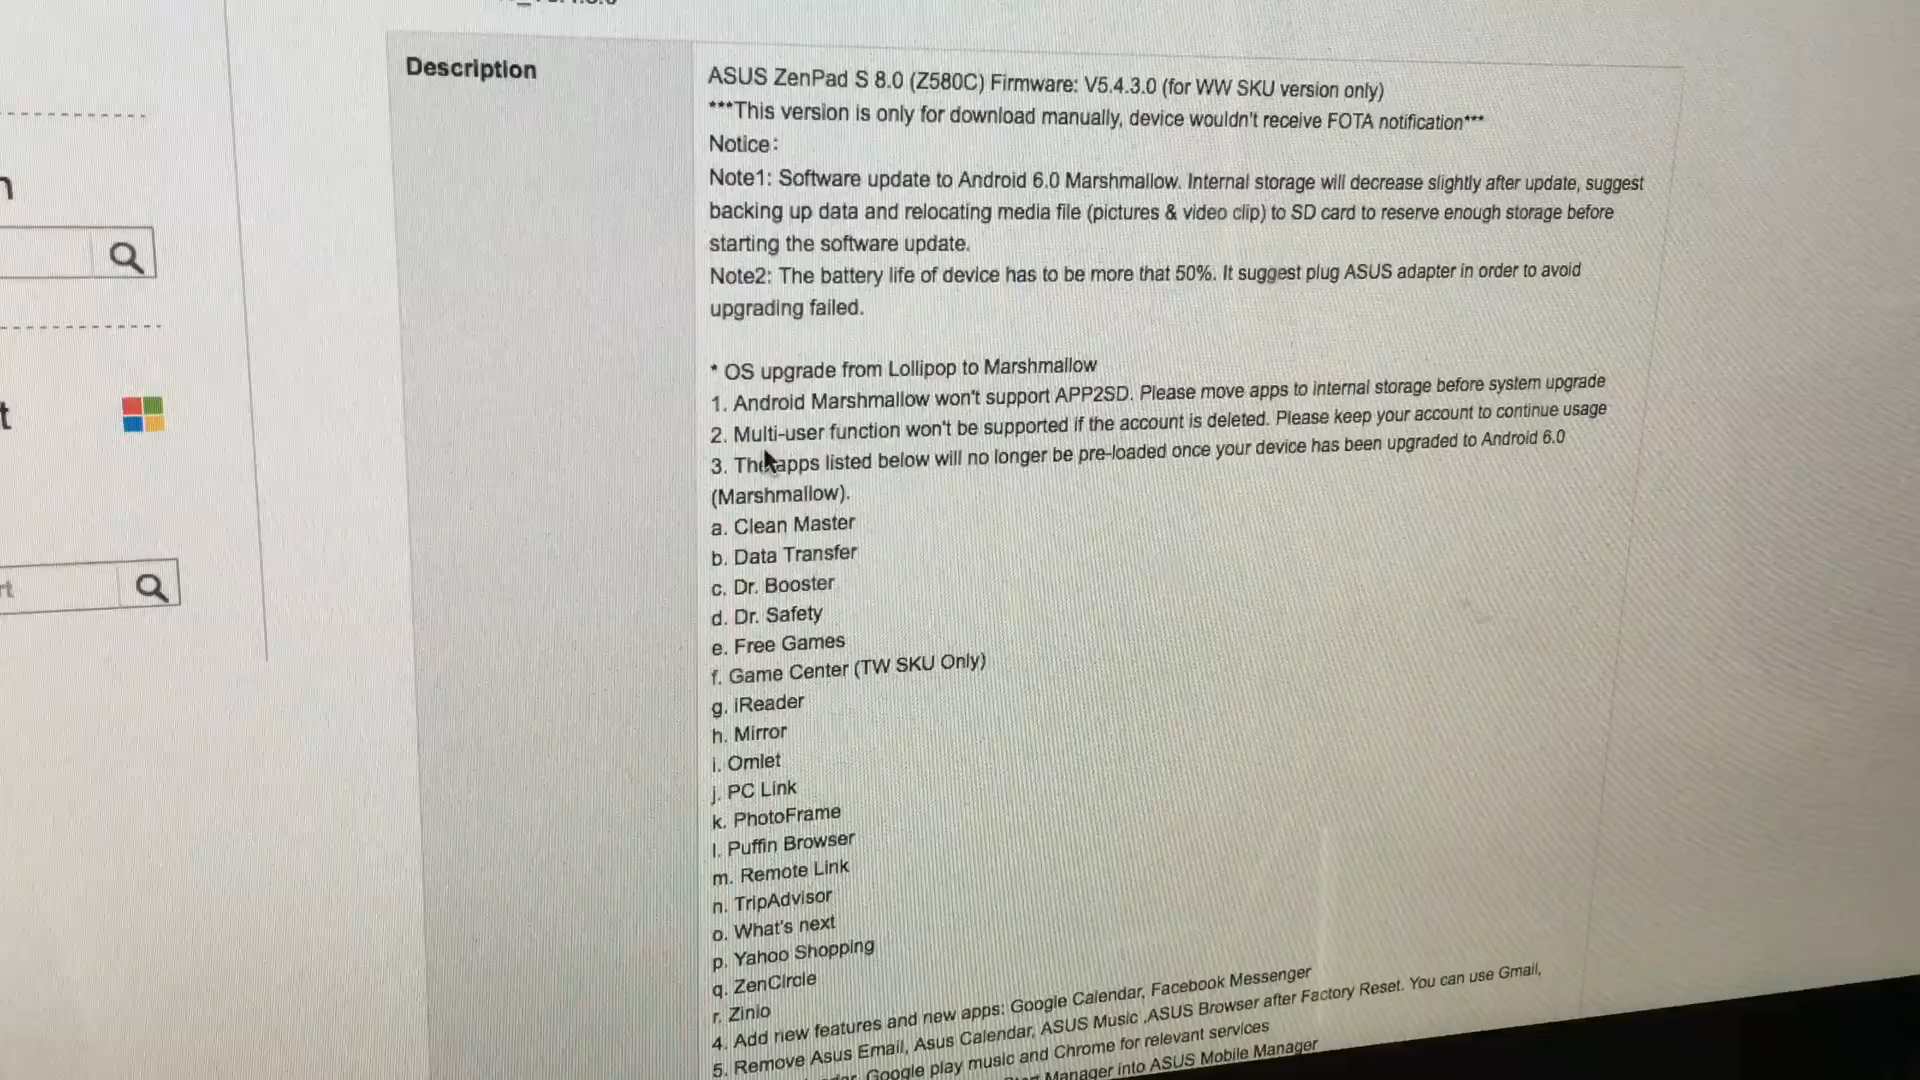 Description
ASUS ZenPad S 8.0 (Z580C) Firmware: V5.4.3.0 (for WW SKU version only)
***This version is only for download manually, device wouldn't receive FOTA notification***
Notice:
Note1: Software update to Android 6.0 Marshmallow. Internal storage will decrease slightly after update, suggest
backing up data and relocating media file (pictures & video clip) to SD card to reserve enough storage before
starting the software update.
Note2: The battery life of device has to be more that 50%. It suggest plug ASUS adapter in order to avoid
upgrading failed.
* OS upgrade from Lollipop to Marshmallow
1. Android Marshmallow won't support APP2SD. Please move apps to internal storage before system upgrade
2. Multi-user function won't be supported if the account is deleted. Please keep your account to continue usage
3. The apps listed below will no longer be pre-loaded once your device has been upgraded to Android 6.0
(Marshmallow).
a. Clean Master
b. Data Transfer
c. Dr. Booster
d. Dr. Safety
e. Free Games
f. Game Center (TW SKU Only)
g. iReader
h. Mirror
i. Omlet
j. PC Link
k. PhotoFrame
l. Puffin Browser
m. Remote Link
n. TripAdvisor
o. What's next
p. Yahoo Shopping
q. ZenCircle
r. Zinio
4. Add new features and new apps: Google Calendar, Facebook Messenger
5. Remove Asus Email, Asus Calendar, ASUS Music ,ASUS Browser after Factory Reset. You can use Gmail,
Google play music and Chrome for relevant services
Manager into ASUS Mobile Manager